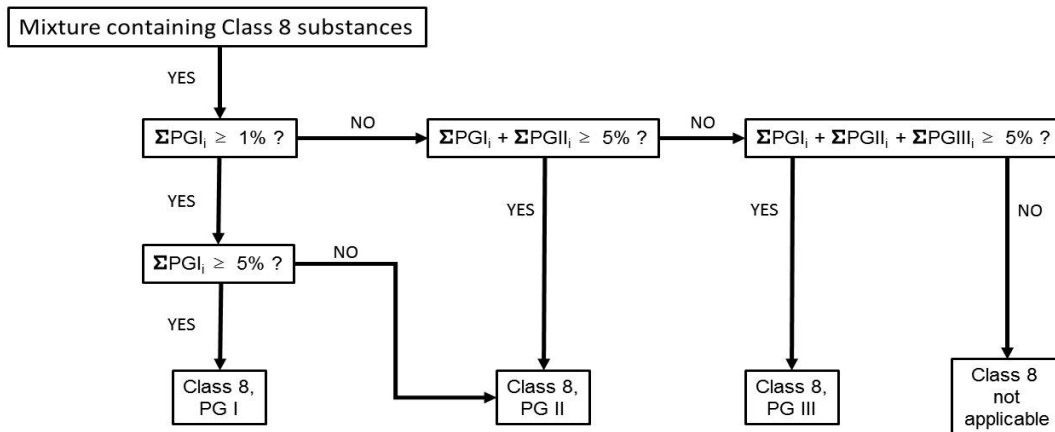 Mixture containing Class 8 substances
YES
ΣPGIᵢ ≥ 1% ?
NO
ΣPGIᵢ + ΣPGIIᵢ ≥ 5% ?
NO
ΣPGIᵢ + ΣPGIIᵢ + ΣPGIIIᵢ ≥ 5% ?
YES
YES
YES
NO
ΣPGIᵢ ≥ 5% ?
NO
YES
Class 8,
PG I
Class 8,
PG II
Class 8,
PG III
Class 8
not
applicable